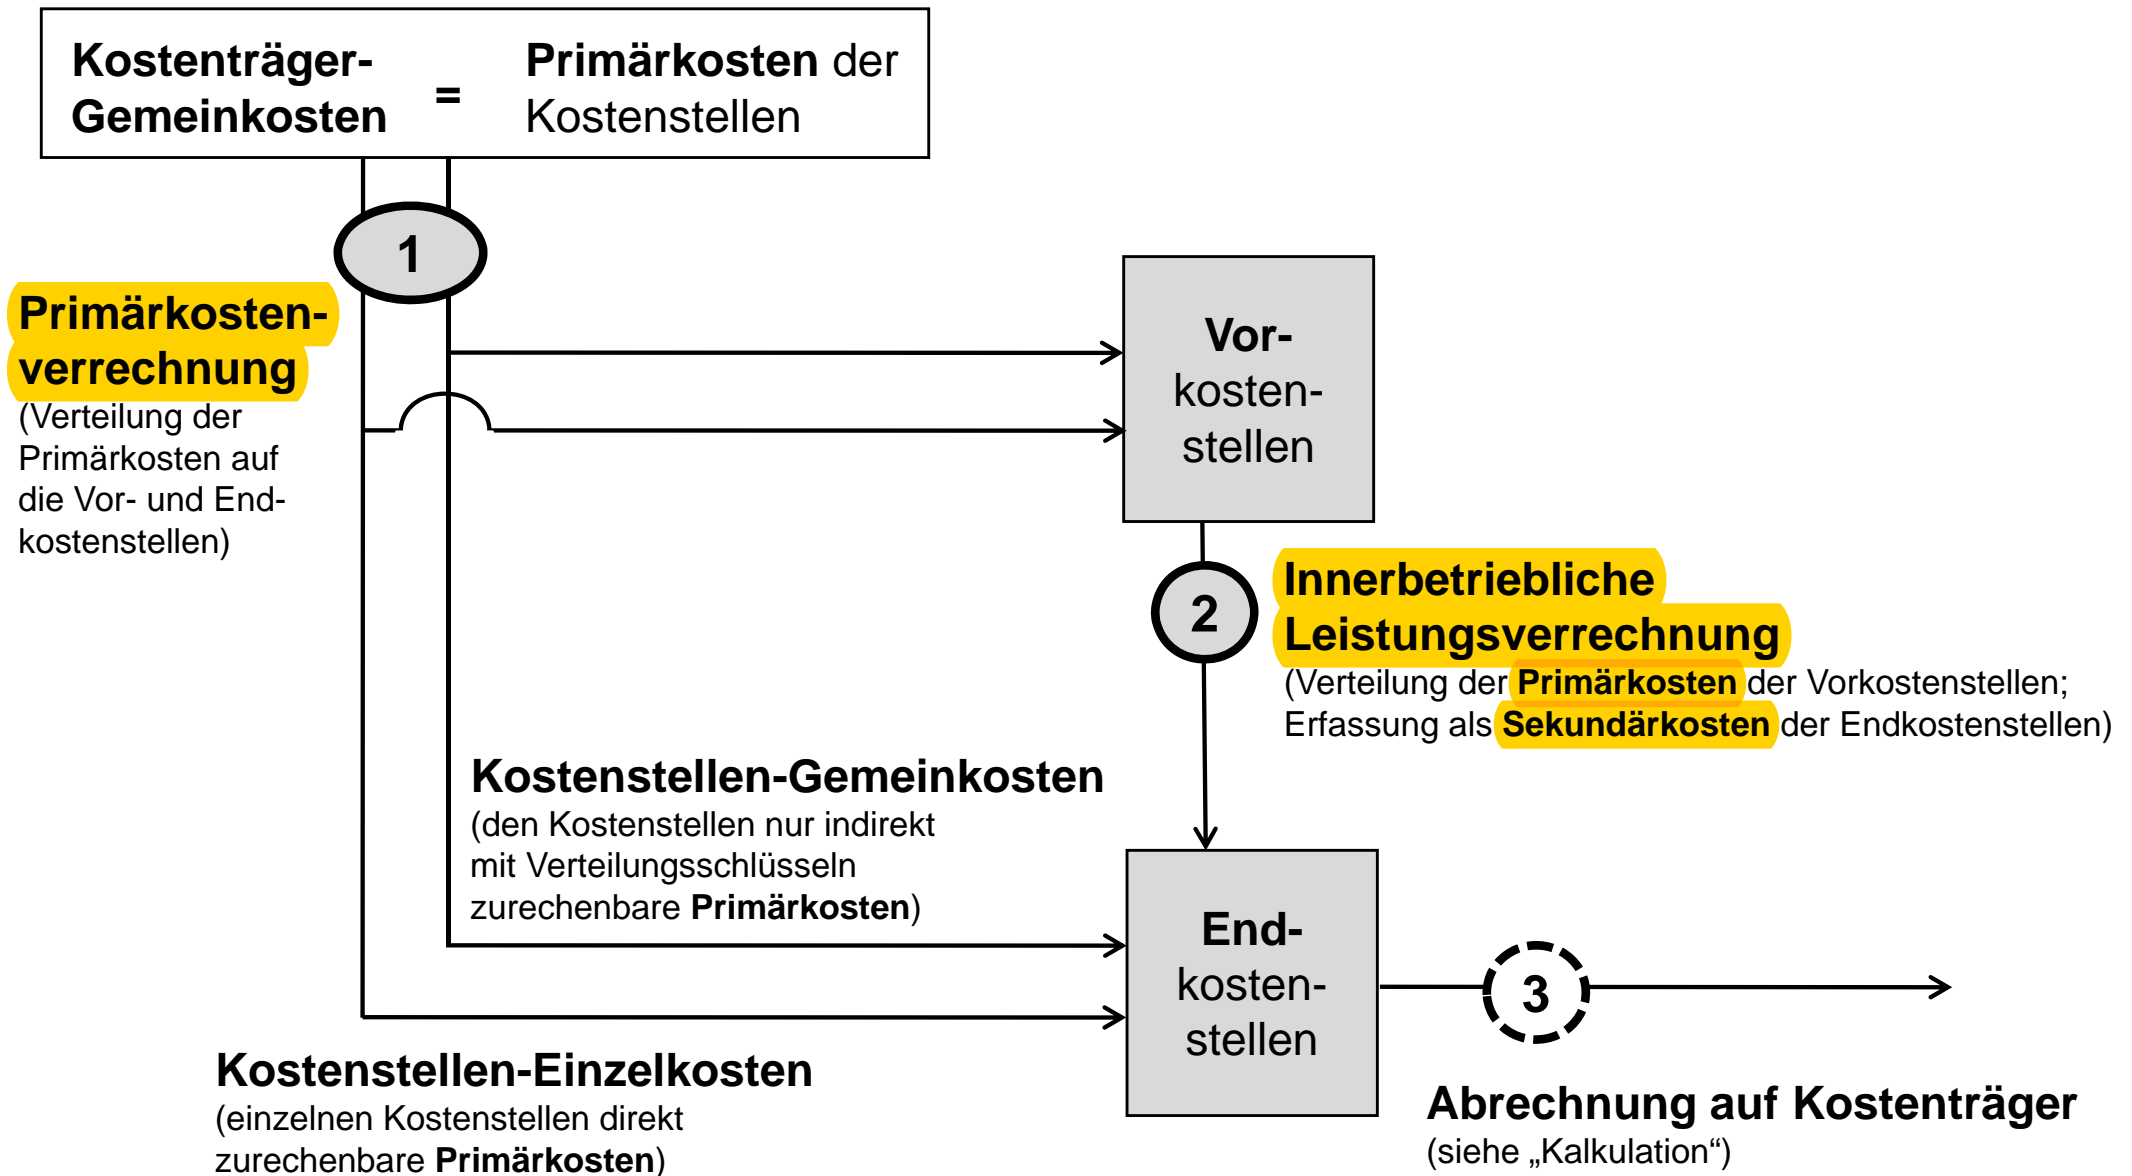 Kostenträger-
Gemeinkosten
=
Primärkosten der
Kostenstellen
1
Primärkosten-
verrechnung
(Verteilung der
Primärkosten auf
die Vor- und End-
kostenstellen)
Vor-
kosten-
stellen
2
Innerbetriebliche
Leistungsverrechnung
(Verteilung der Primärkosten der Vorkostenstellen;
Erfassung als Sekundärkosten der Endkostenstellen)
Kostenstellen-Gemeinkosten
(den Kostenstellen nur indirekt
mit Verteilungsschlüsseln
zurechenbare Primärkosten)
End-
kosten-
stellen
3
Kostenstellen-Einzelkosten
(einzelnen Kostenstellen direkt
zurechenbare Primärkosten)
Abrechnung auf Kostenträger
(siehe „Kalkulation“)